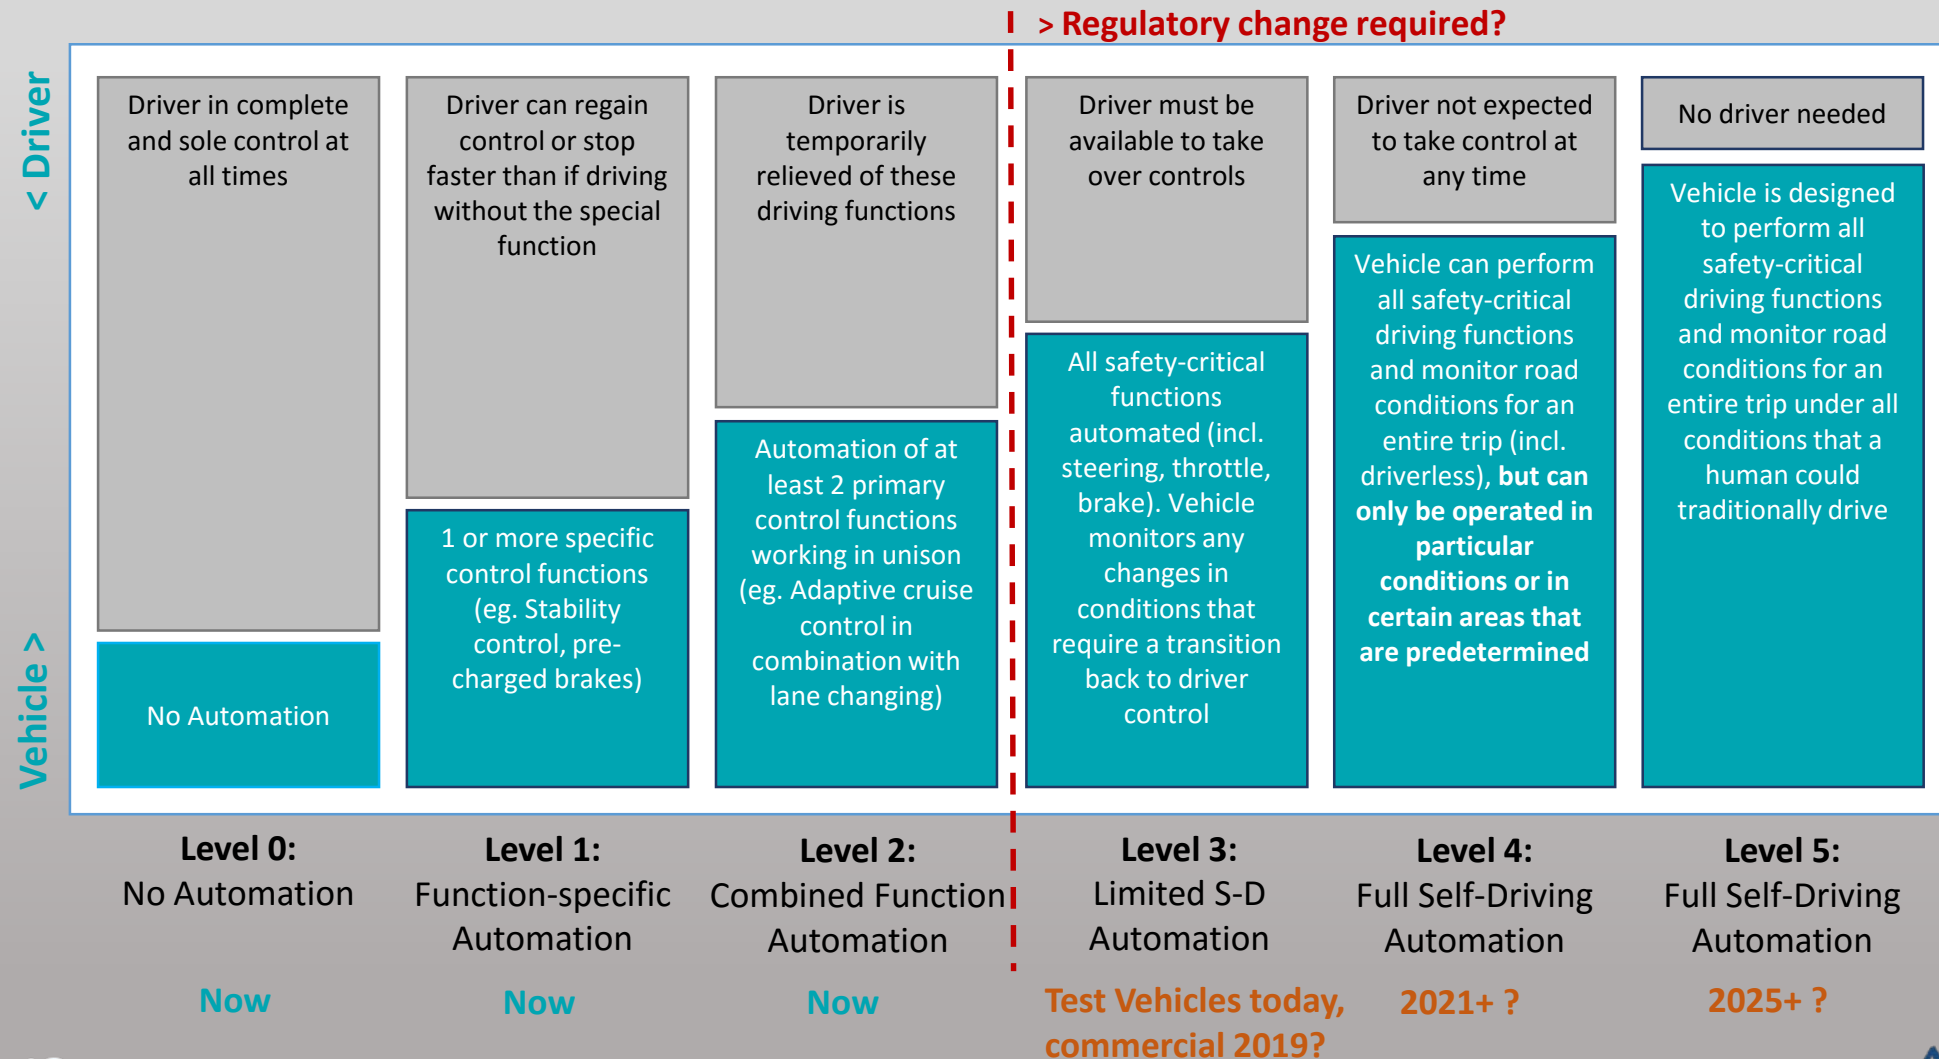 > Regulatory change required?
< Driver
Vehicle >
Driver in complete
and sole control at
all times
No Automation
Driver can regain
control or stop
faster than if driving
without the special
function
1 or more specific
control functions
(eg. Stability
control, pre-
charged brakes)
Driver is
temporarily
relieved of these
driving functions
Automation of at
least 2 primary
control functions
working in unison
(eg. Adaptive cruise
control in
combination with
lane changing)
Driver must be
available to take
over controls
All safety-critical
functions
automated (incl.
steering, throttle,
brake). Vehicle
monitors any
changes in
conditions that
require a transition
back to driver
control
Driver not expected
to take control at
any time
Vehicle can perform
all safety-critical
driving functions
and monitor road
conditions for an
entire trip (incl.
driverless), but can
only be operated in
particular
conditions or in
certain areas that
are predetermined
No driver needed
Vehicle is designed
to perform all
safety-critical
driving functions
and monitor road
conditions for an
entire trip under all
conditions that a
human could
traditionally drive
Level 0:
No Automation
Now
Level 1:
Function-specific
Automation
Now
Level 2:
Combined Function
Automation
Now
Level 3:
Limited S-D
Automation
Test Vehicles today,
commercial 2019?
Level 4:
Full Self-Driving
Automation
2021+ ?
Level 5:
Full Self-Driving
Automation
2025+ ?